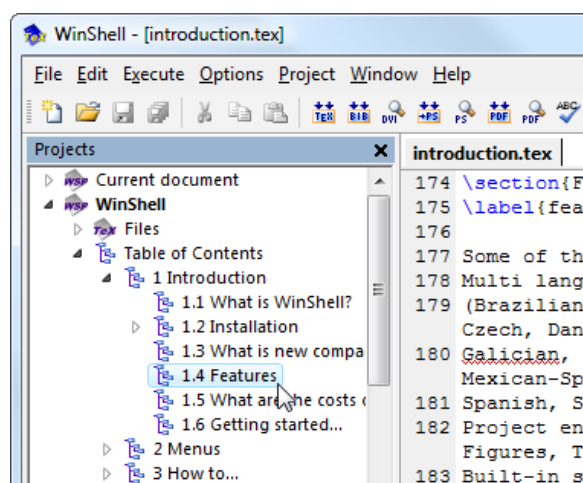 WinShell - [introduction.tex]
File Edit Execute Options Project Window Help
TEX BIB DVI PS PS PDF PDF ABC
Projects
introduction.tex
WSP Current document
WSP WinShell
TeX Files
Table of Contents
1 Introduction
1.1 What is WinShell?
1.2 Installation
1.3 What is new compa
1.4 Features
1.5 What are the costs
1.6 Getting started...
2 Menus
3 How to...
174 \section{F
175 \label{fea
176
177 Some of th
178 Multi lang
179 (Brazilian
Czech, Dan
180 Galician,
Mexican-Sp
181 Spanish, S
182 Project en
Figures, T
183 Built-in s